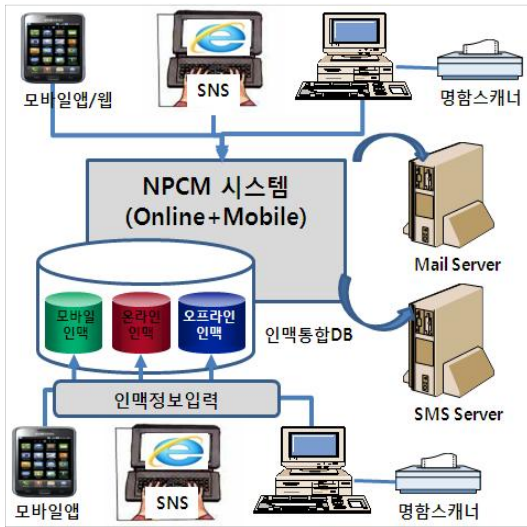 모바일앱/웹
SNS
명함스캐너
NPCM 시스템
(Online+Mobile)
Mail Server
모바일
인맥
온라인
인맥
오프라인
인맥
인맥통합DB
SMS Server
인맥정보입력
모바일앱
SNS
명함스캐너